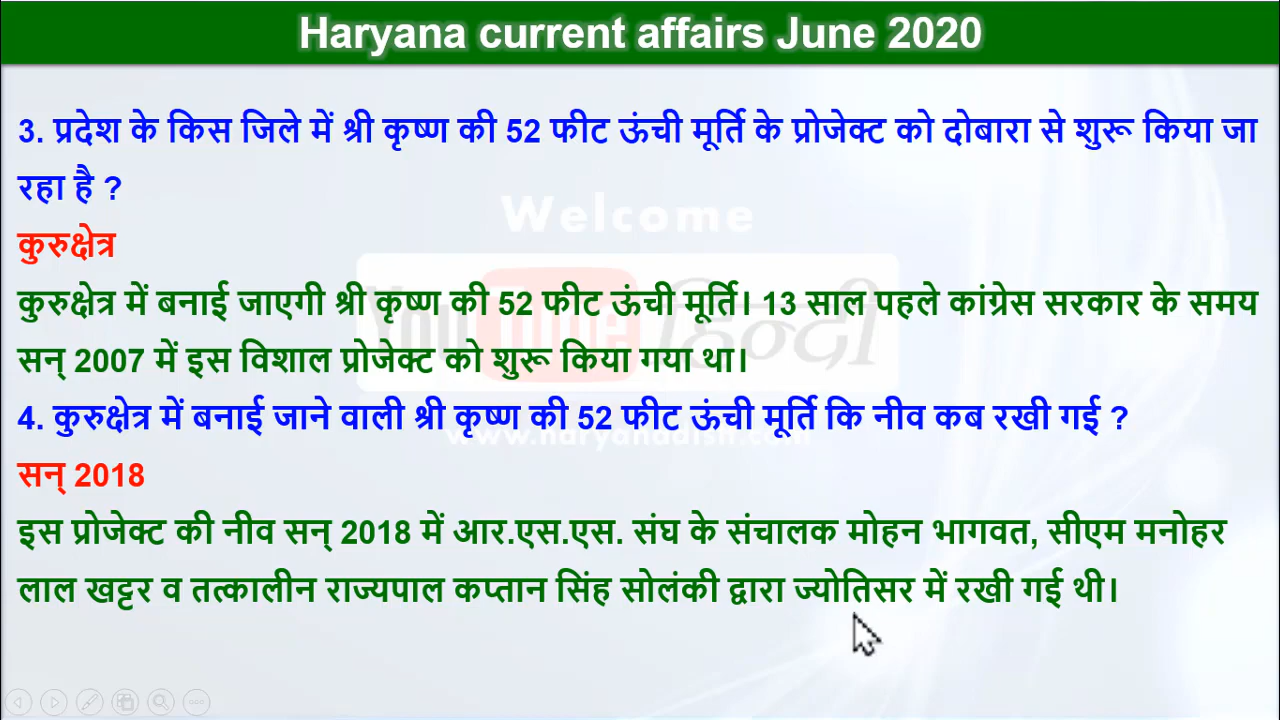 Haryana current affairs June 2020
3. प्रदेश के किस जिले में श्री कृष्ण की 52 फीट ऊंची मूर्ति के प्रोजेक्ट को दोबारा से शुरू किया जा
रहा है ?
Welcome
कुरुक्षेत्र
कुरुक्षेत्र में बनाई जाएगी श्री कृष्ण की 52 फीट ऊंची मूर्ति। 13 साल पहले कांग्रेस सरकार के समय
YouTube हिन्दी
सन् 2007 में इस विशाल प्रोजेक्ट को शुरू किया गया था।
4. कुरुक्षेत्र में बनाई जाने वाली श्री कृष्ण की 52 फीट ऊंची मूर्ति कि नीव कब रखी गई ?
सन् 2018
इस प्रोजेक्ट की नीव सन् 2018 में आर.एस.एस. संघ के संचालक मोहन भागवत, सीएम मनोहर
लाल खट्टर व तत्कालीन राज्यपाल कप्तान सिंह सोलंकी द्वारा ज्योतिसर में रखी गई थी।